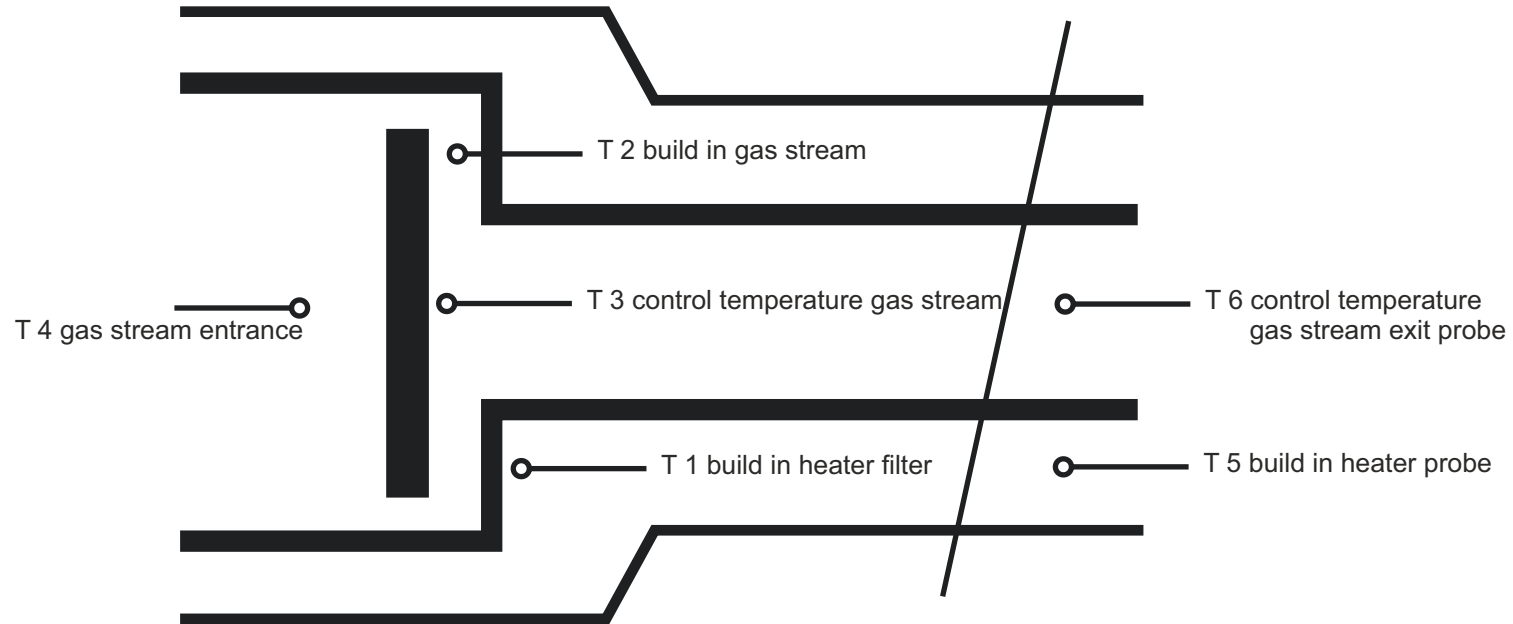 T 2 build in gas stream
T 3 control temperature gas stream
T 6 control temperature
gas stream exit probe
T 4 gas stream entrance
T 1 build in heater filter
T 5 build in heater probe